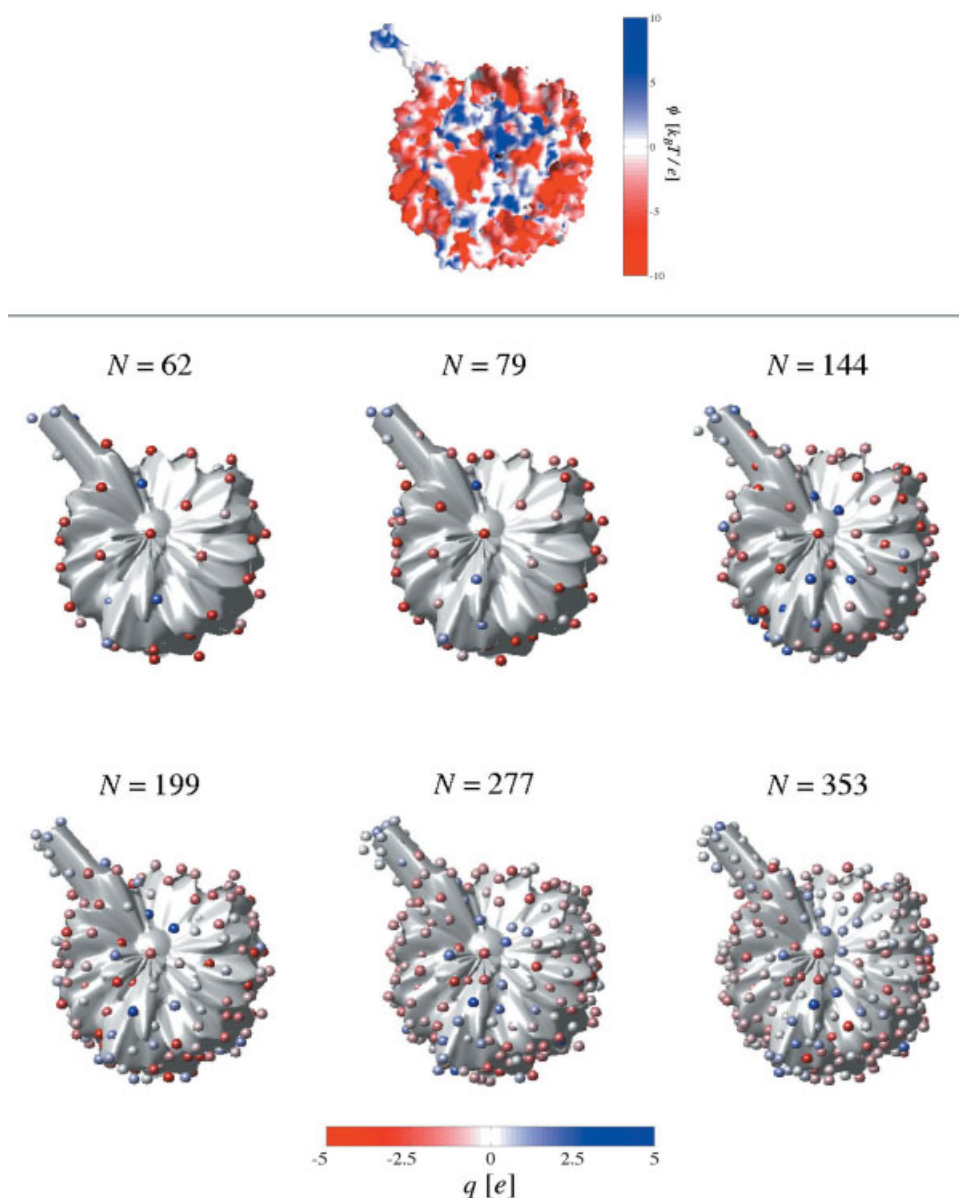 10
5
0
-5
-10
ϕ [k_BT/e]
N = 62
N = 79
N = 144
N = 199
N = 277
N = 353
-5
-2.5
0
2.5
5
q [e]